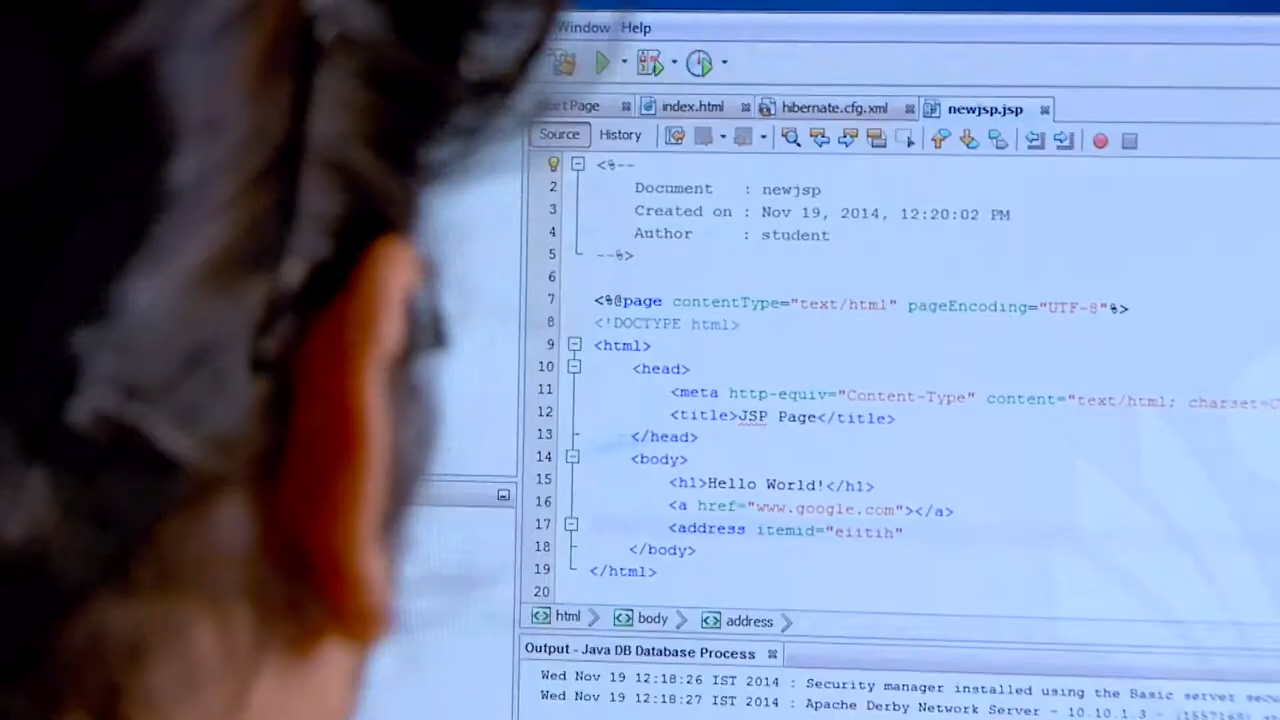 Window Help
Page index.html hibernate.cfg.xml newjsp.jsp
Source History
<%--
2 Document : newjsp
3 Created on : Nov 19, 2014, 12:20:02 PM
4 Author : student
5 --%>
6
7 <%@page contentType="text/html" pageEncoding="UTF-8"%>
8 <!DOCTYPE html>
9 <html>
10 <head>
11 <meta http-equiv="Content-Type" content="text/html; charset=
12 <title>JSP Page</title>
13 </head>
14 <body>
15 <h1>Hello World!</h1>
16 <a href="www.google.com"></a>
17 <address itemid="eiitih"
18 </body>
19 </html>
20
html body address
Output - Java DB Database Process
Wed Nov 19 12:18:26 IST 2014 : Security manager installed using the Basic server
Wed Nov 19 12:18:27 IST 2014 : Apache Derby Network Server - 10.10.1.3 -